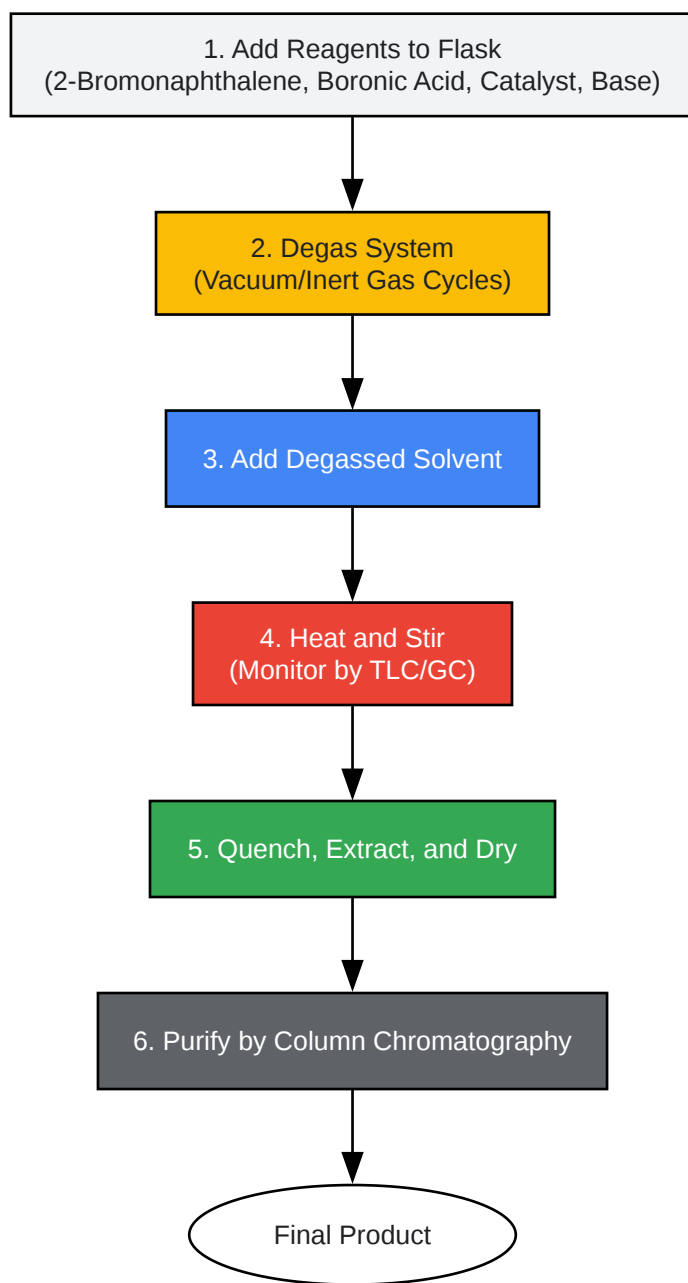 1. Add Reagents to Flask
(2-Bromonaphthalene, Boronic Acid, Catalyst, Base)
2. Degas System
(Vacuum/Inert Gas Cycles)
3. Add Degassed Solvent
4. Heat and Stir
(Monitor by TLC/GC)
5. Quench, Extract, and Dry
6. Purify by Column Chromatography
Final Product